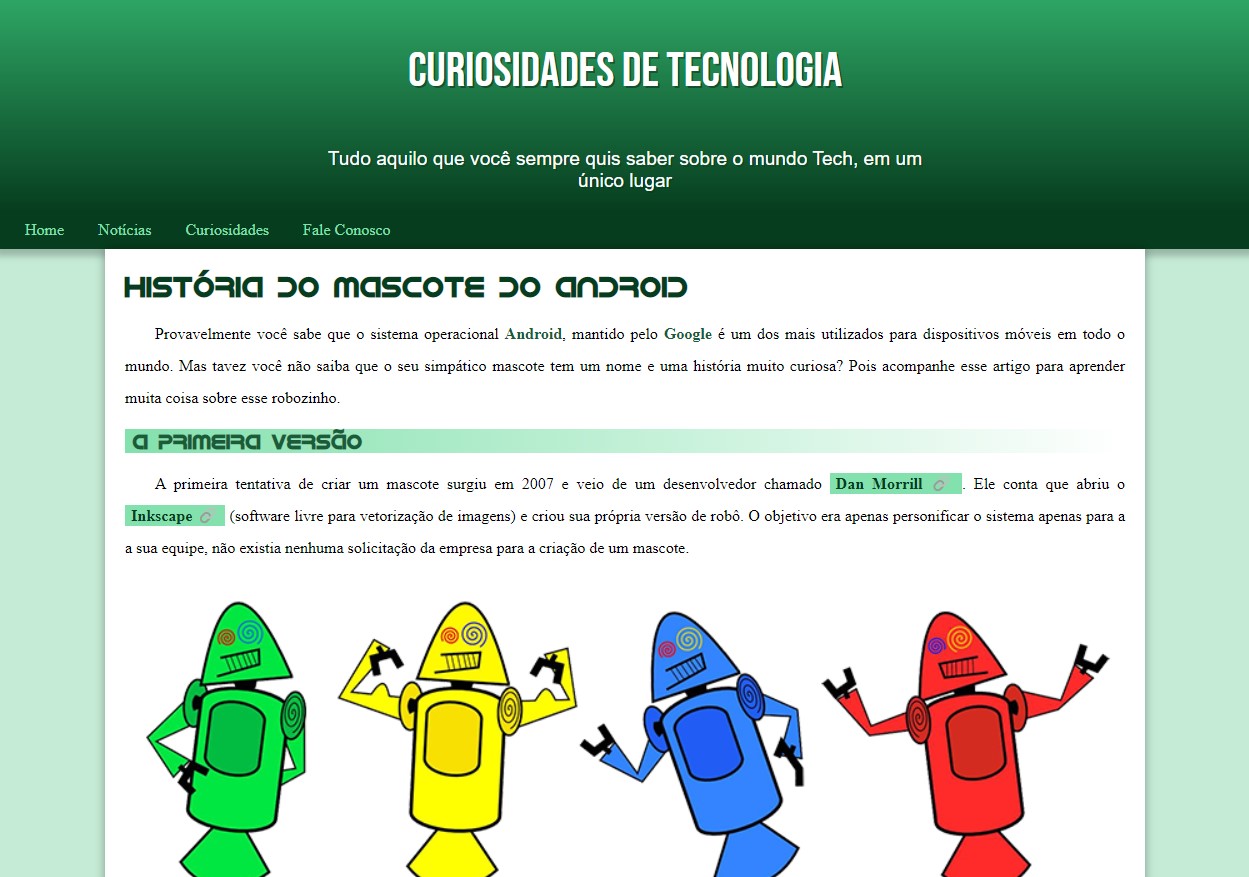 CURIOSIDADES DE TECNOLOGIA
Tudo aquilo que você sempre quis saber sobre o mundo Tech, em um
único lugar
Home Notícias Curiosidades Fale Conosco
História do Mascote do Android
Provavelmente você sabe que o sistema operacional Android, mantido pelo Google é um dos mais utilizados para dispositivos móveis em todo o
mundo. Mas tavez você não saiba que o seu simpático mascote tem um nome e uma história muito curiosa? Pois acompanhe esse artigo para aprender
muita coisa sobre esse robozinho.
A primeira versão
A primeira tentativa de criar um mascote surgiu em 2007 e veio de um desenvolvedor chamado Dan Morrill . Ele conta que abriu o
Inkscape (software livre para vetorização de imagens) e criou sua própria versão de robô. O objetivo era apenas personificar o sistema apenas para a
a sua equipe, não existia nenhuma solicitação da empresa para a criação de um mascote.